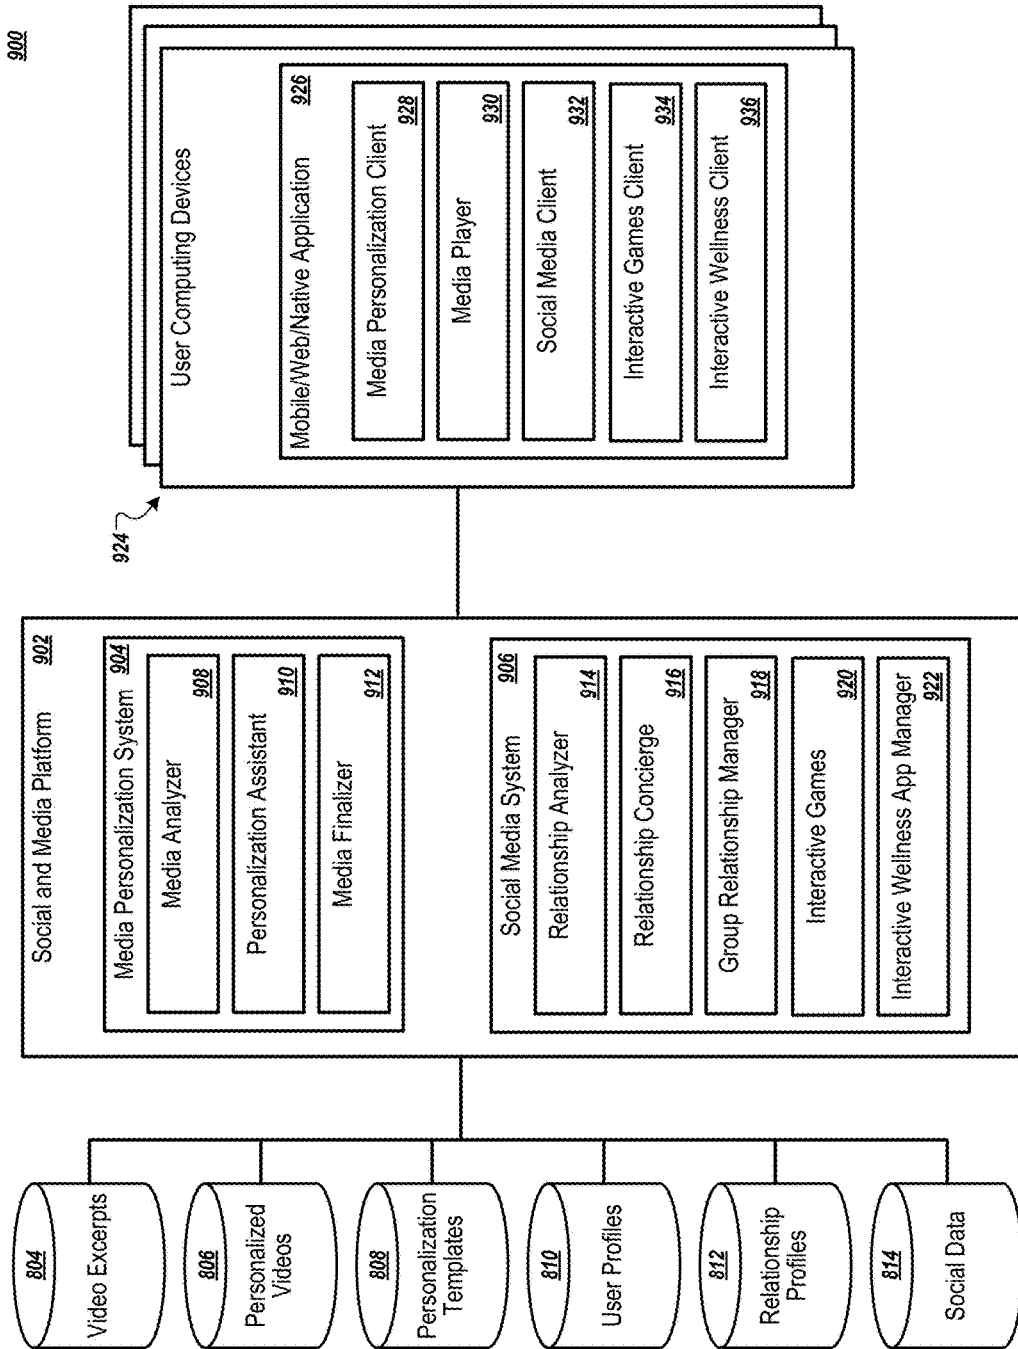 900
804
Video Excerpts
806
Personalized
Videos
808
Personalization
Templates
810
User Profiles
812
Relationship
Profiles
814
Social Data
Social and Media Platform
902
Media Personalization System
904
Media Analyzer
908
Personalization Assistant
910
Media Finalizer
912
Social Media System
906
Relationship Analyzer
914
Relationship Concierge
916
Group Relationship Manager
918
Interactive Games
920
Interactive Wellness App Manager
922
924
User Computing Devices
Mobile/Web/Native Application
926
Media Personalization Client
928
Media Player
930
Social Media Client
932
Interactive Games Client
934
Interactive Wellness Client
936